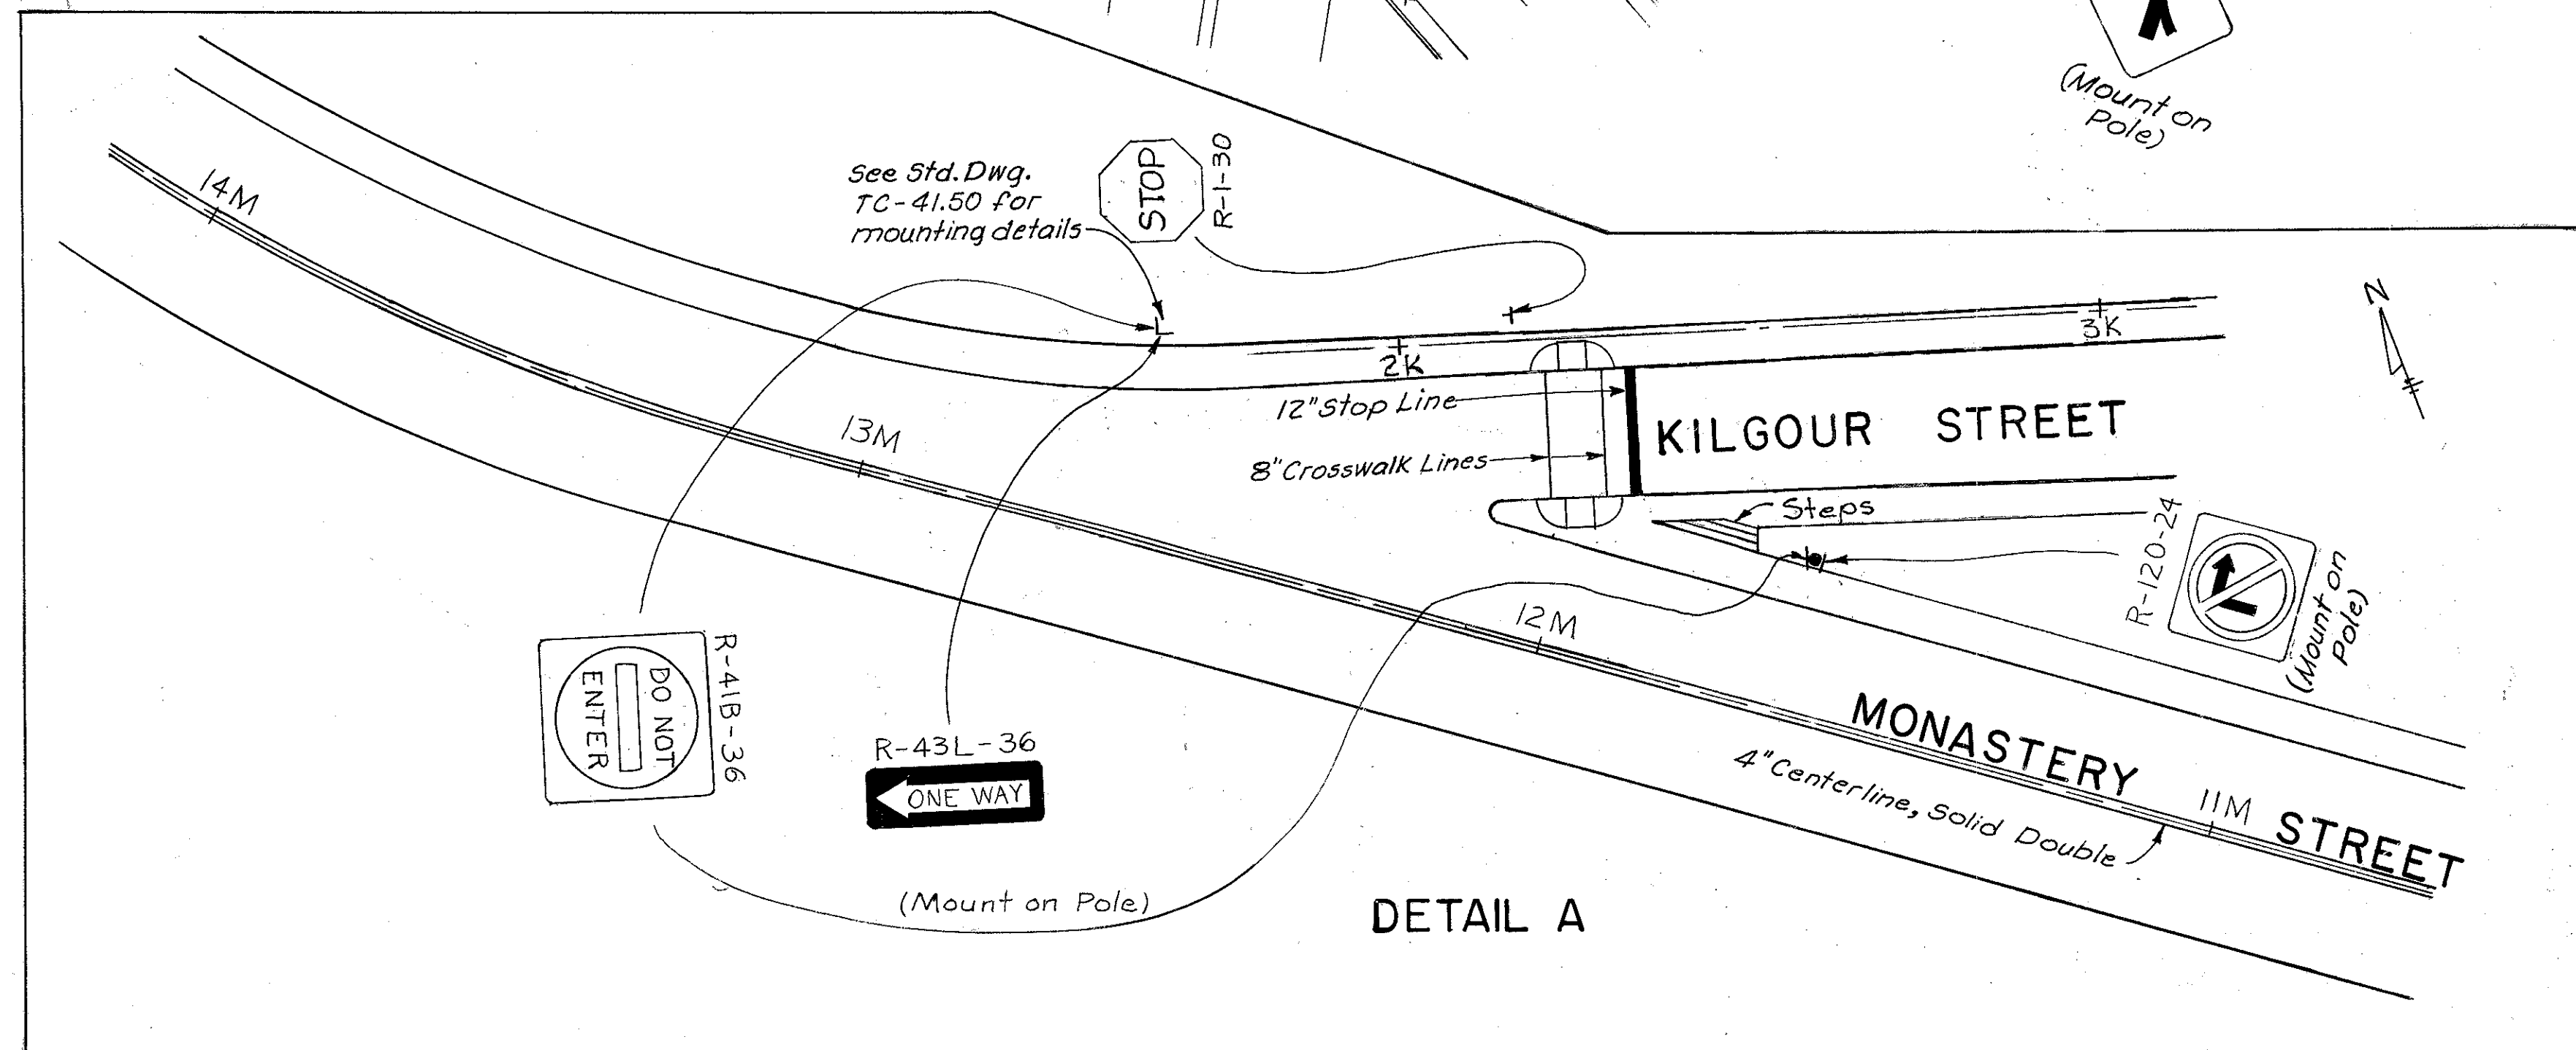 (Mount on
Pole)
See Std. Dwg.
TC-41.50 for
mounting details
STOP
R-1-30
14M
N
3K
2K
12" Stop Line
KILGOUR STREET
13M
8" Crosswalk Lines
Steps
R-120-24
(Mount on
Pole)
12M
DO NOT
ENTER
R-41B-36
R-43L-36
ONE WAY
MONASTERY STREET
11M
4" Centerline, Solid Double
(Mount on Pole)
DETAIL A